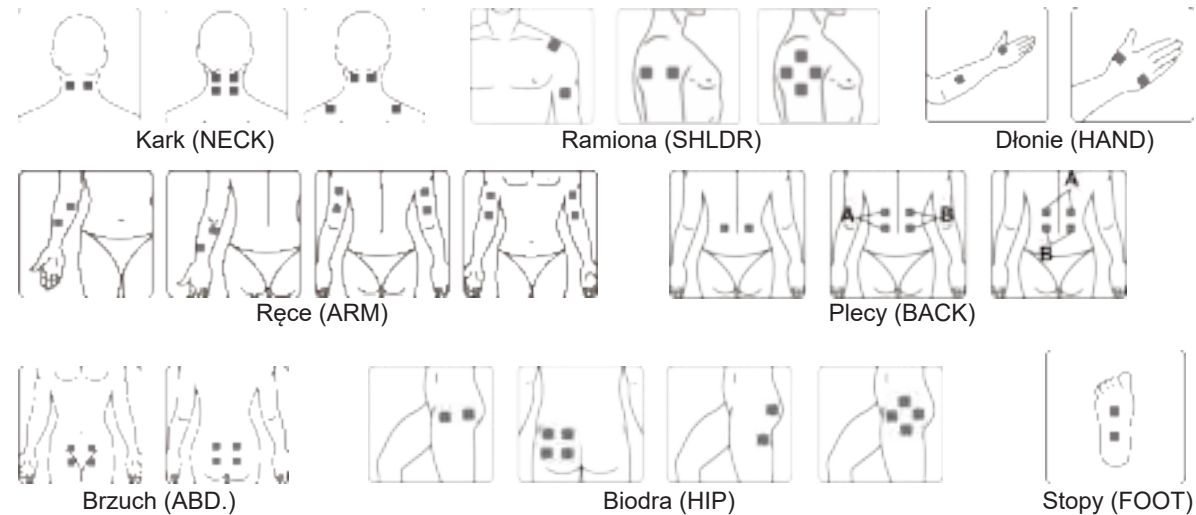 Kark (NECK)
Ramiona (SHLDR)
Dłonie (HAND)
A
A
B
B
Ręce (ARM)
Plecy (BACK)
Brzuch (ABD.)
Biodra (HIP)
Stopy (FOOT)